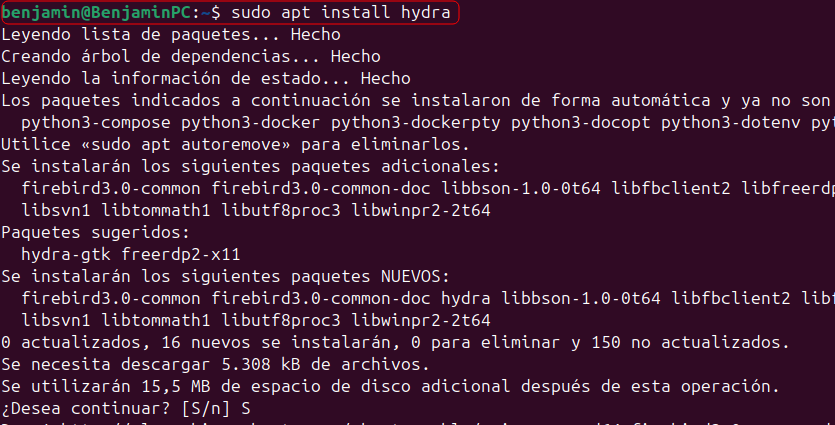 benjamin@BenjaminPC:~$ sudo apt install hydra
Leyendo lista de paquetes... Hecho
Creando árbol de dependencias... Hecho
Leyendo la información de estado... Hecho
Los paquetes indicados a continuación se instalaron de forma automática y ya no son
python3-compose python3-docker python3-dockerpty python3-docopt python3-dotenv pyt
Utilice «sudo apt autoremove» para eliminarlos.
Se instalarán los siguientes paquetes adicionales:
firebird3.0-common firebird3.0-common-doc libbson-1.0-0t64 libfbclient2 libfreerdp
libsvn1 libtommath1 libutf8proc3 libwinpr2-2t64
Paquetes sugeridos:
hydra-gtk freerdp2-x11
Se instalarán los siguientes paquetes NUEVOS:
firebird3.0-common firebird3.0-common-doc hydra libbson-1.0-0t64 libfbclient2 libf
libsvn1 libtommath1 libutf8proc3 libwinpr2-2t64
0 actualizados, 16 nuevos se instalarán, 0 para eliminar y 150 no actualizados.
Se necesita descargar 5.308 kB de archivos.
Se utilizarán 15,5 MB de espacio de disco adicional después de esta operación.
¿Desea continuar? [S/n] S